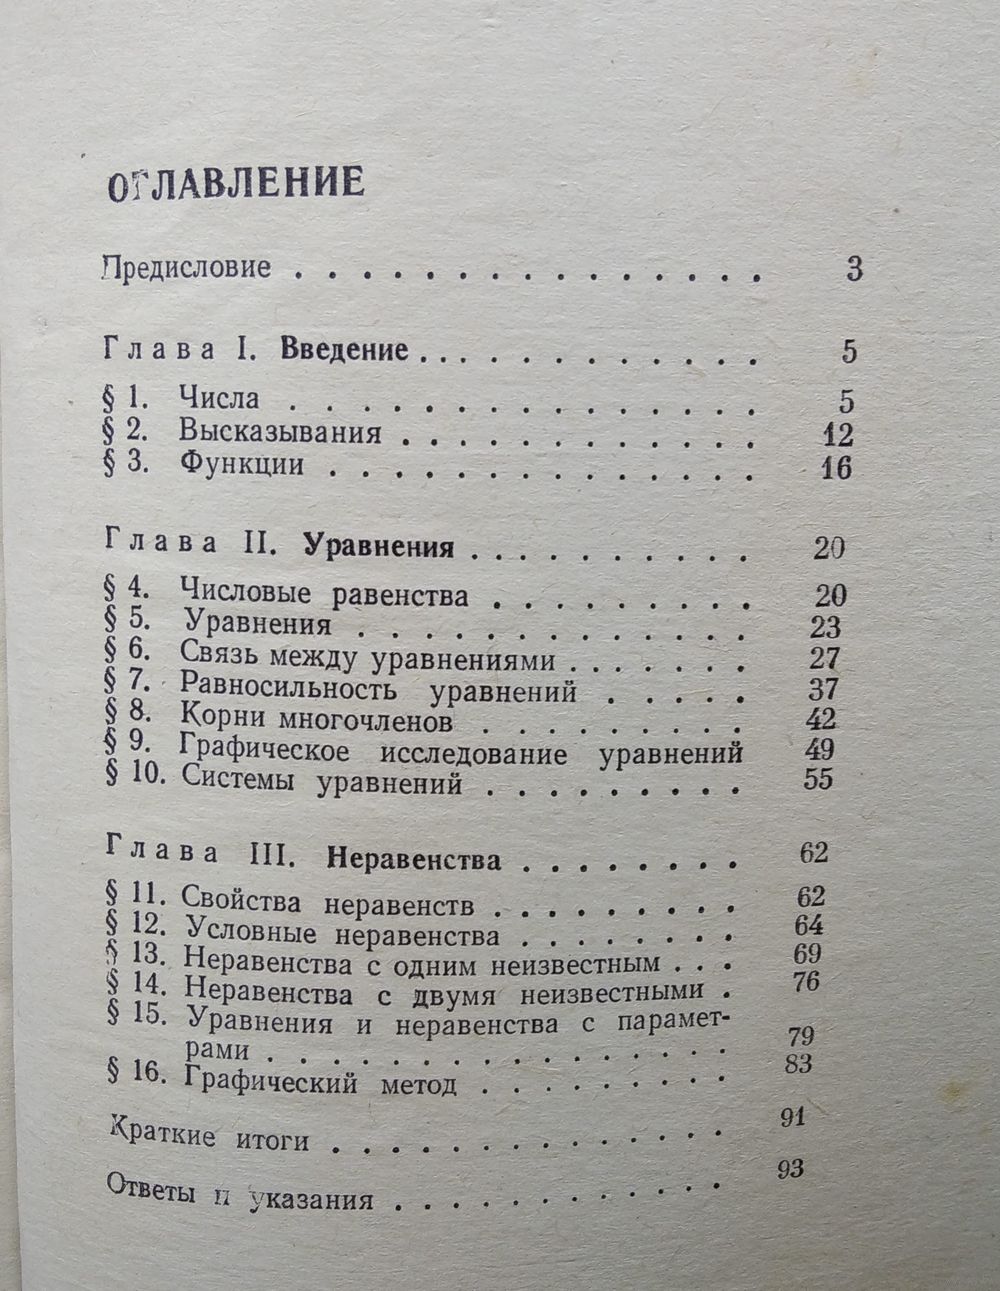 ОГЛАВЛЕНИЕ
Предисловие . . . . . . . . . . . . . . . 3
Глава I. Введение . . . . . . . . . . . 5
§ 1. Числа . . . . . . . . . . . . . . 5
§ 2. Высказывания . . . . . . . . . . . 12
§ 3. Функции . . . . . . . . . . . . . 16
Глава II. Уравнения . . . . . . . . . 20
§ 4. Числовые равенства . . . . . . . . 20
§ 5. Уравнения . . . . . . . . . . . . 23
§ 6. Связь между уравнениями . . . . . . 27
§ 7. Равносильность уравнений . . . . . 37
§ 8. Корни многочленов . . . . . . . . 42
§ 9. Графическое исследование уравнений 49
§ 10. Системы уравнений . . . . . . . . 55
Глава III. Неравенства . . . . . . . . 62
§ 11. Свойства неравенств . . . . . . . . 62
§ 12. Условные неравенства . . . . . . . 64
§ 13. Неравенства с одним неизвестным . . . 69
§ 14. Неравенства с двумя неизвестными . 76
§ 15. Уравнения и неравенства с парамет-
рами . . . . . . . . . . . . . . 79
§ 16. Графический метод . . . . . . . . 83
Краткие итоги . . . . . . . . . . . . 91
Ответы и указания . . . . . . . . . . . 93